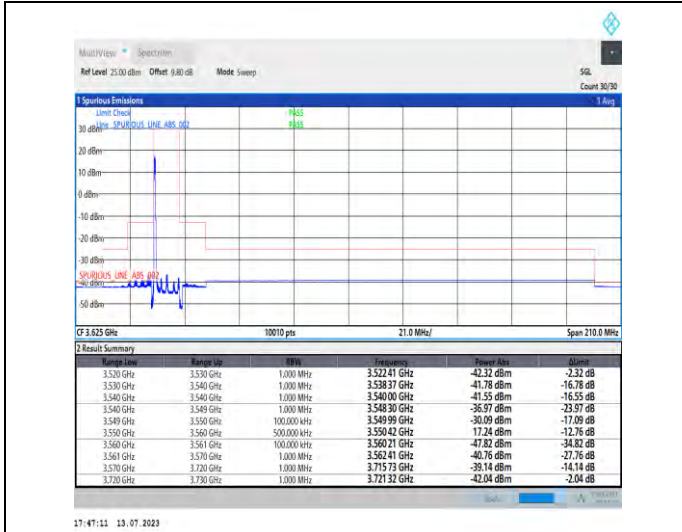 MultiView Spectrum
Ref Level 25.00 dBm Offset 9.80 dB Mode Sweep SGL
Count 30/30
1 Spurious Emissions 1 Avg
Limit Check PASS
Line SPURIOUS_LINE_ABS_002 PASS
30 dBm
20 dBm
10 dBm
0 dBm
-10 dBm
-20 dBm
-30 dBm
SPURIOUS_LINE_ABS_002
-40 dBm
-50 dBm
CF 3.625 GHz 10010 pts 21.0 MHz/ Span 210.0 MHz
2 Result Summary
Range Low Range Up RBW Frequency Power Abs ΔLimit
3.520 GHz 3.530 GHz 1.000 MHz 3.522 41 GHz -42.32 dBm -2.32 dB
3.530 GHz 3.540 GHz 1.000 MHz 3.538 37 GHz -41.78 dBm -16.78 dB
3.540 GHz 3.540 GHz 1.000 MHz 3.540 00 GHz -41.55 dBm -16.55 dB
3.540 GHz 3.549 GHz 1.000 MHz 3.548 30 GHz -36.97 dBm -23.97 dB
3.549 GHz 3.550 GHz 100.000 kHz 3.549 99 GHz -30.09 dBm -17.09 dB
3.550 GHz 3.560 GHz 500.000 kHz 3.550 42 GHz 17.24 dBm -12.76 dB
3.560 GHz 3.561 GHz 100.000 kHz 3.560 21 GHz -47.82 dBm -34.82 dB
3.561 GHz 3.570 GHz 1.000 MHz 3.562 41 GHz -40.76 dBm -27.76 dB
3.570 GHz 3.720 GHz 1.000 MHz 3.715 73 GHz -39.14 dBm -14.14 dB
3.720 GHz 3.730 GHz 1.000 MHz 3.721 32 GHz -42.04 dBm -2.04 dB
17:47:11 13.07.2023